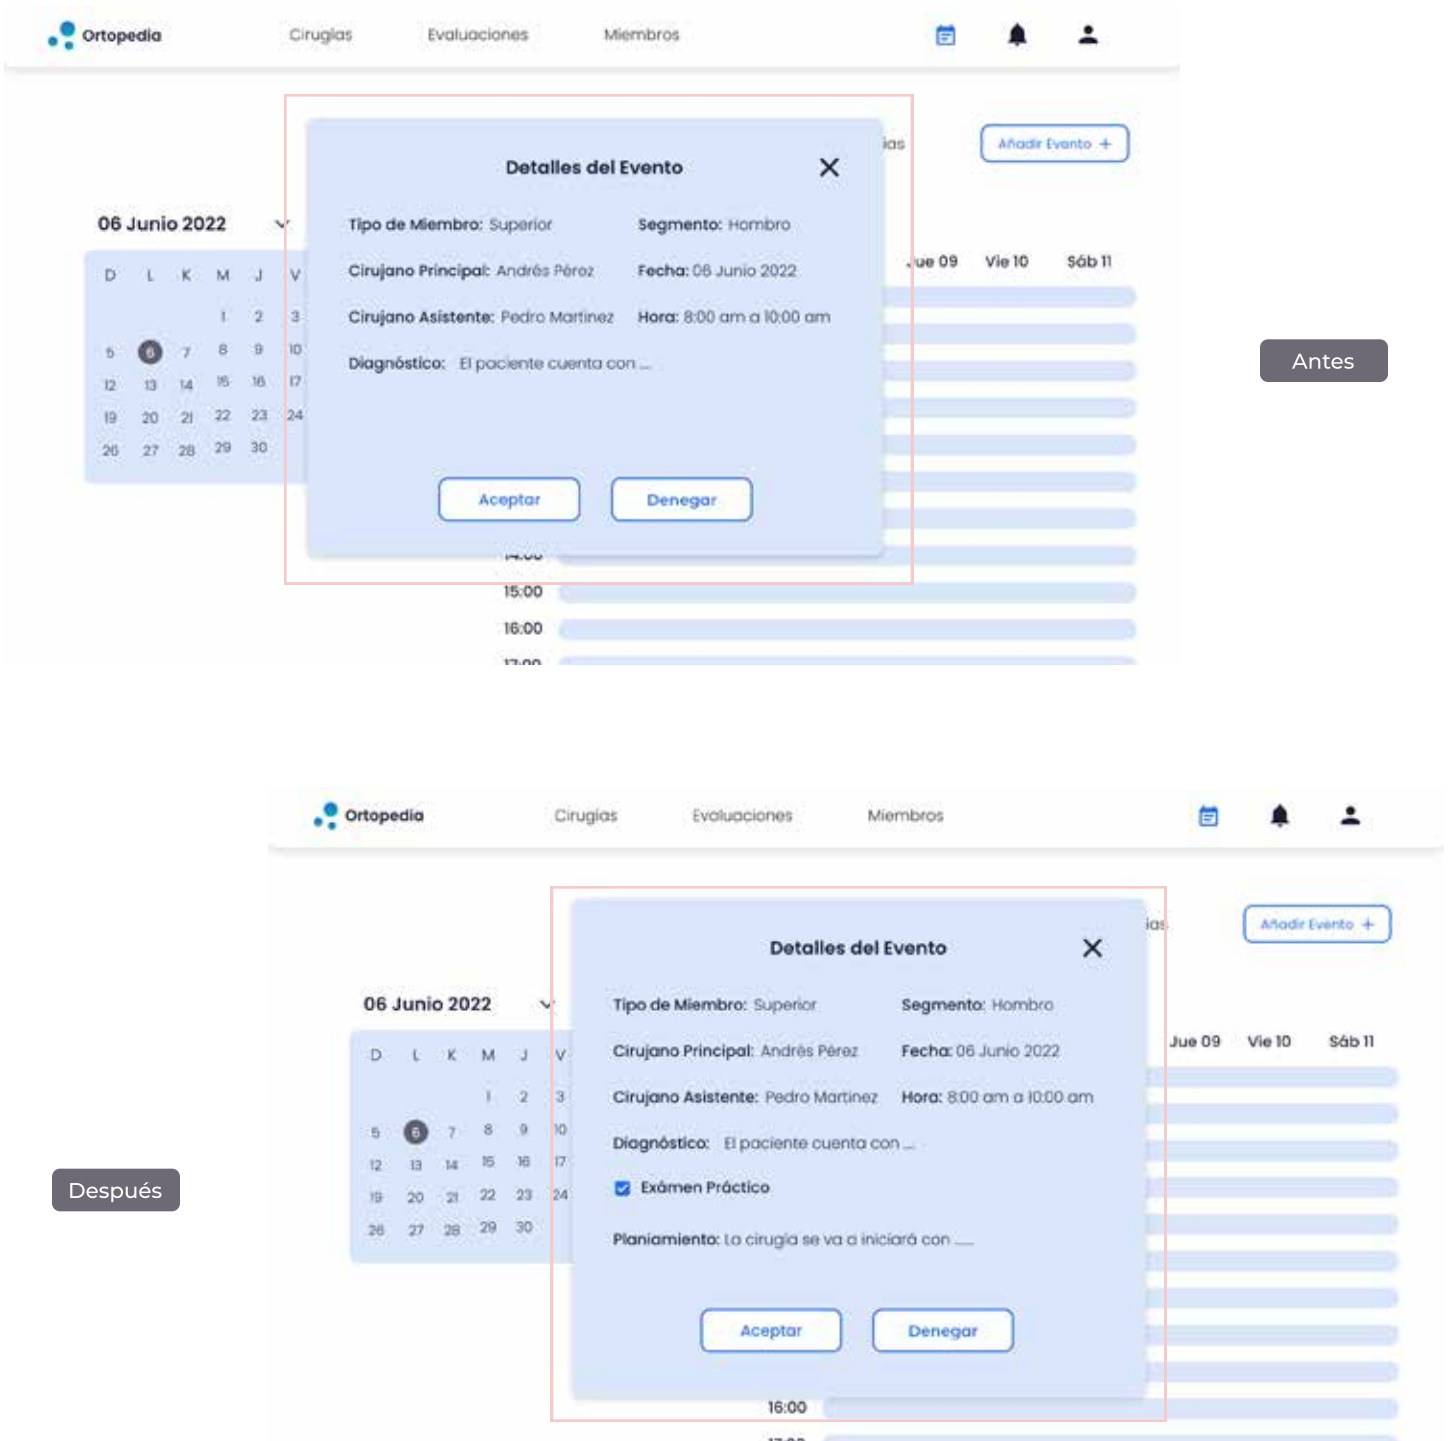 Ortopedia Cirugías Evaluaciones Miembros
ias Añadir Evento +
Detalles del Evento
06 Junio 2022
Tipo de Miembro: Superior Segmento: Hombro
D L K M J V
Cirujano Principal: Andrés Pérez Fecha: 06 Junio 2022
Jue 09 Vie 10 Sáb 11
1 2 3
Cirujano Asistente: Pedro Martinez Hora: 8:00 am a 10:00 am
5 6 7 8 9 10
Diagnóstico: El paciente cuenta con ...
Antes
12 13 14 15 16 17
19 20 21 22 23 24
26 27 28 29 30
Aceptar Denegar
14:00
15:00
16:00
17:00
Ortopedia Cirugías Evaluaciones Miembros
ias Añadir Evento +
Detalles del Evento
06 Junio 2022
Tipo de Miembro: Superior Segmento: Hombro
D L K M J V
Cirujano Principal: Andrés Pérez Fecha: 06 Junio 2022
Jue 09 Vie 10 Sáb 11
1 2 3
Cirujano Asistente: Pedro Martinez Hora: 8:00 am a 10:00 am
5 6 7 8 9 10
Diagnóstico: El paciente cuenta con ...
12 13 14 15 16 17
Exámen Práctico
Después
19 20 21 22 23 24
26 27 28 29 30
Planiamiento: La cirugía se va a iniciará con ......
Aceptar Denegar
16:00
17:00